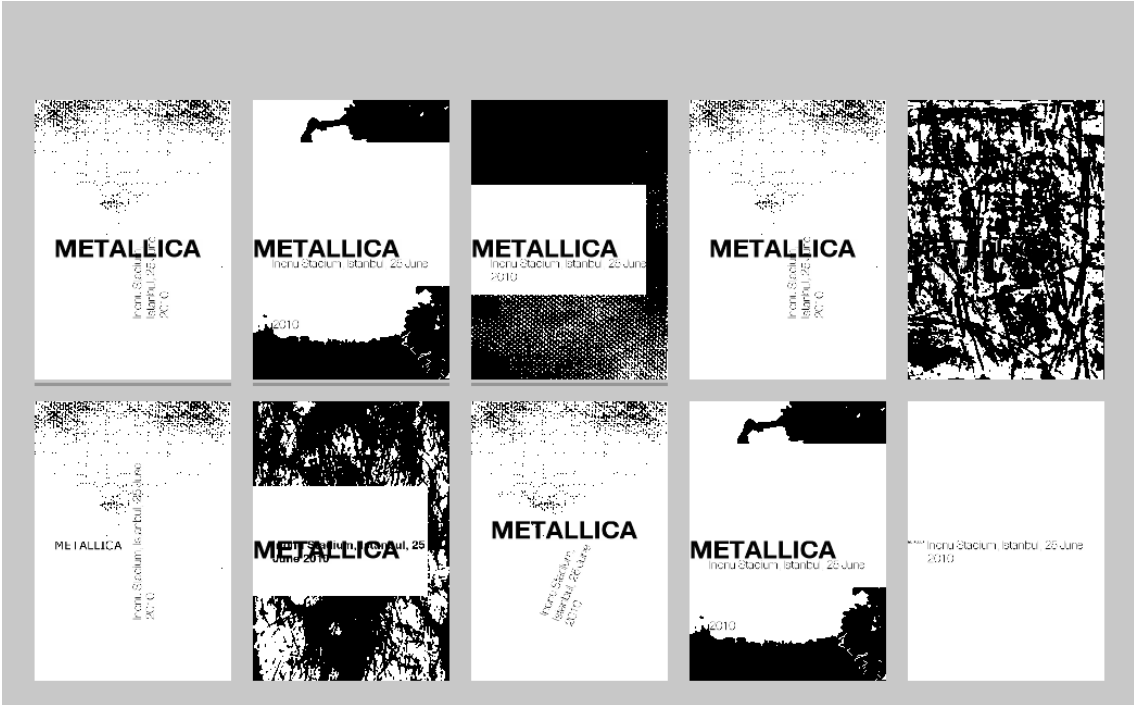 METALLICA
Inonu Stadium,
Istanbul, 25 June
2010
METALLICA
Inonu Stadium, Istanbul, 25 June
2010
METALLICA
Inonu Stadium, Istanbul, 25 June
2010
METALLICA
Inonu Stadium,
Istanbul, 25 June
2010
METALLICA
Inonu Stadium, Istanbul, 25 June
2010
METALLICA
Stadium, Istanbul, 25
June 2010
METALLICA
Inonu Stadium,
Istanbul, 25 June
2010
METALLICA
Inonu Stadium, Istanbul, 25 June
2010
Inonu Stadium, Istanbul, 25 June
2010